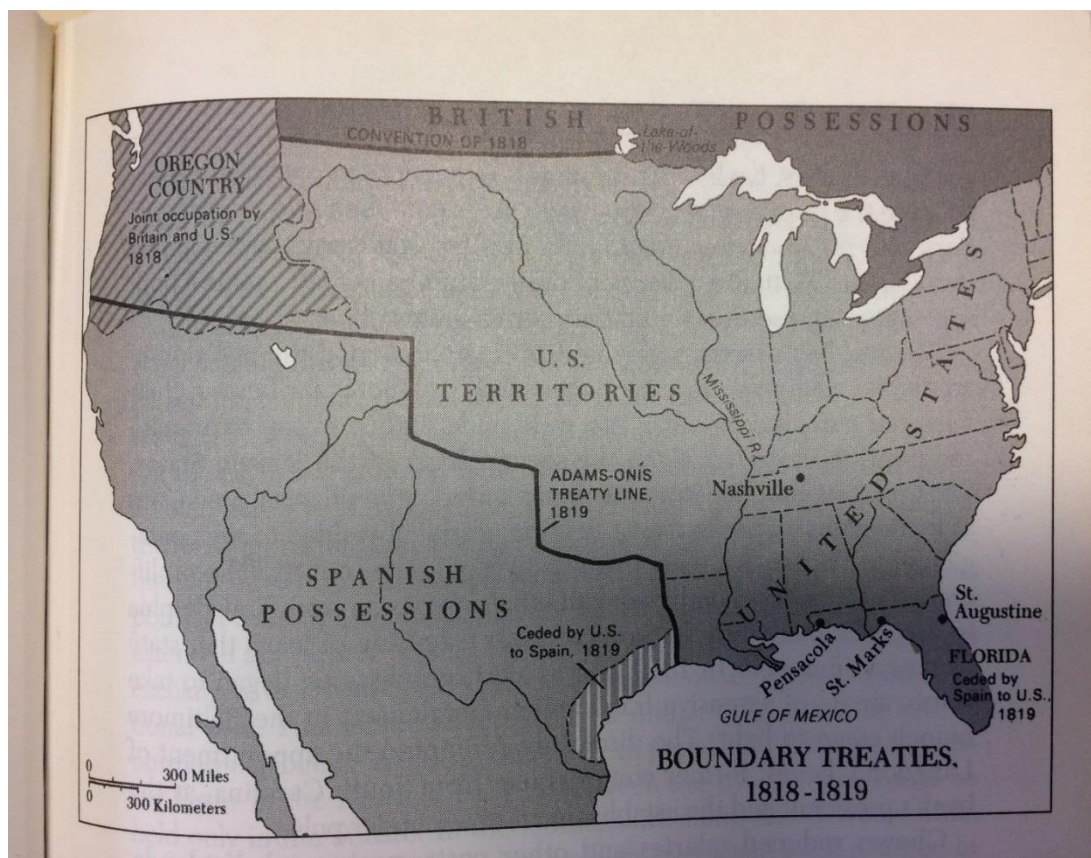 BRITISH POSSESSIONS
CONVENTION OF 1818
Lake-of-
the-Woods
OREGON
COUNTRY
Joint occupation by
Britain and U.S.,
1818
U. S.
TERRITORIES
Mississippi R.
UNITED STATES
Nashville
ADAMS-ONÍS
TREATY LINE,
1819
SPANISH
POSSESSIONS
Ceded by U.S.
to Spain, 1819
Pensacola
St. Marks
St.
Augustine
FLORIDA
Ceded by
Spain to U.S.,
1819
GULF OF MEXICO
BOUNDARY TREATIES,
1818-1819
0
300 Miles
0
300 Kilometers